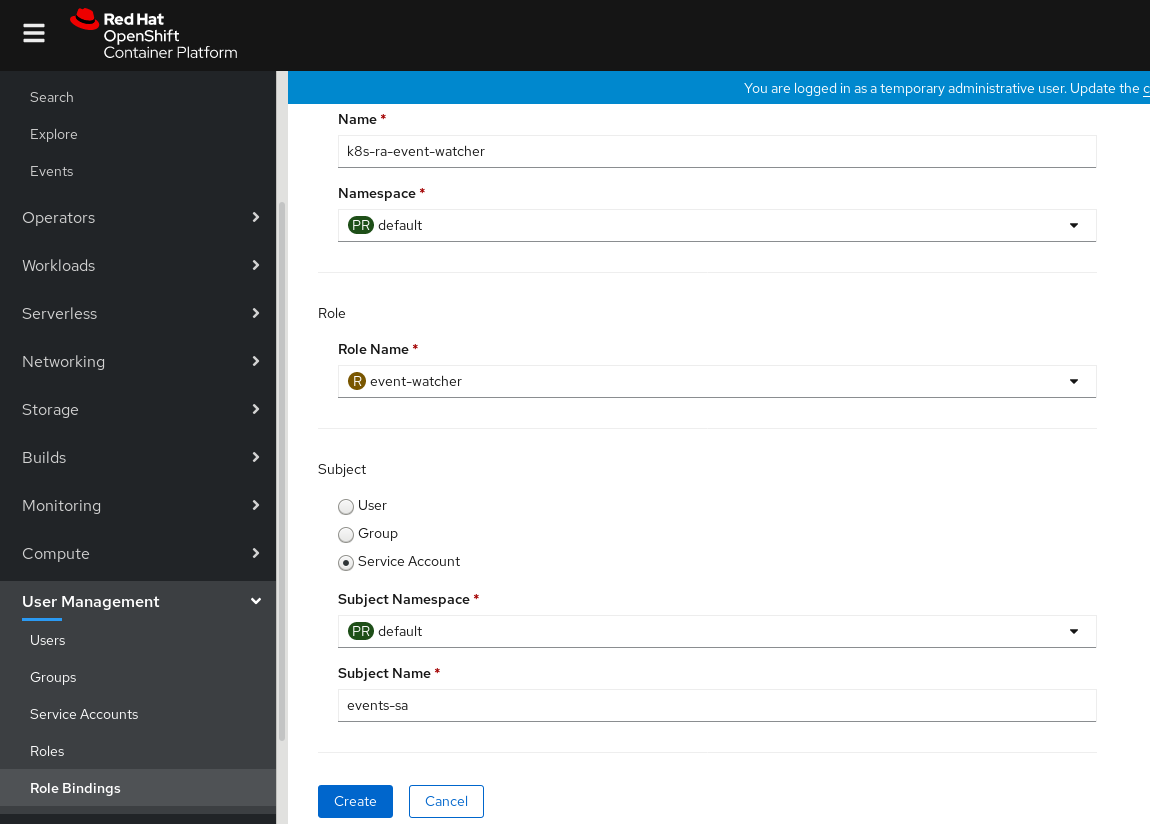 Red Hat
OpenShift
Container Platform
Search
Explore
Events
Operators
Workloads
Serverless
Networking
Storage
Builds
Monitoring
Compute
User Management
Users
Groups
Service Accounts
Roles
Role Bindings
You are logged in as a temporary administrative user. Update the c
Name *
k8s-ra-event-watcher
Namespace *
PR default
Role
Role Name *
R event-watcher
Subject
User
Group
Service Account
Subject Namespace *
PR default
Subject Name *
events-sa
Create Cancel